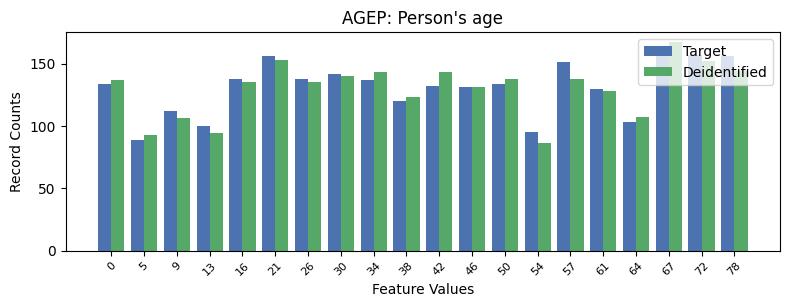 AGEP: Person's age
Target
Deidentified
Record Counts
150
100
50
0
0 5 9 13 16 21 26 30 34 38 42 46 50 54 57 61 64 67 72 78
Feature Values